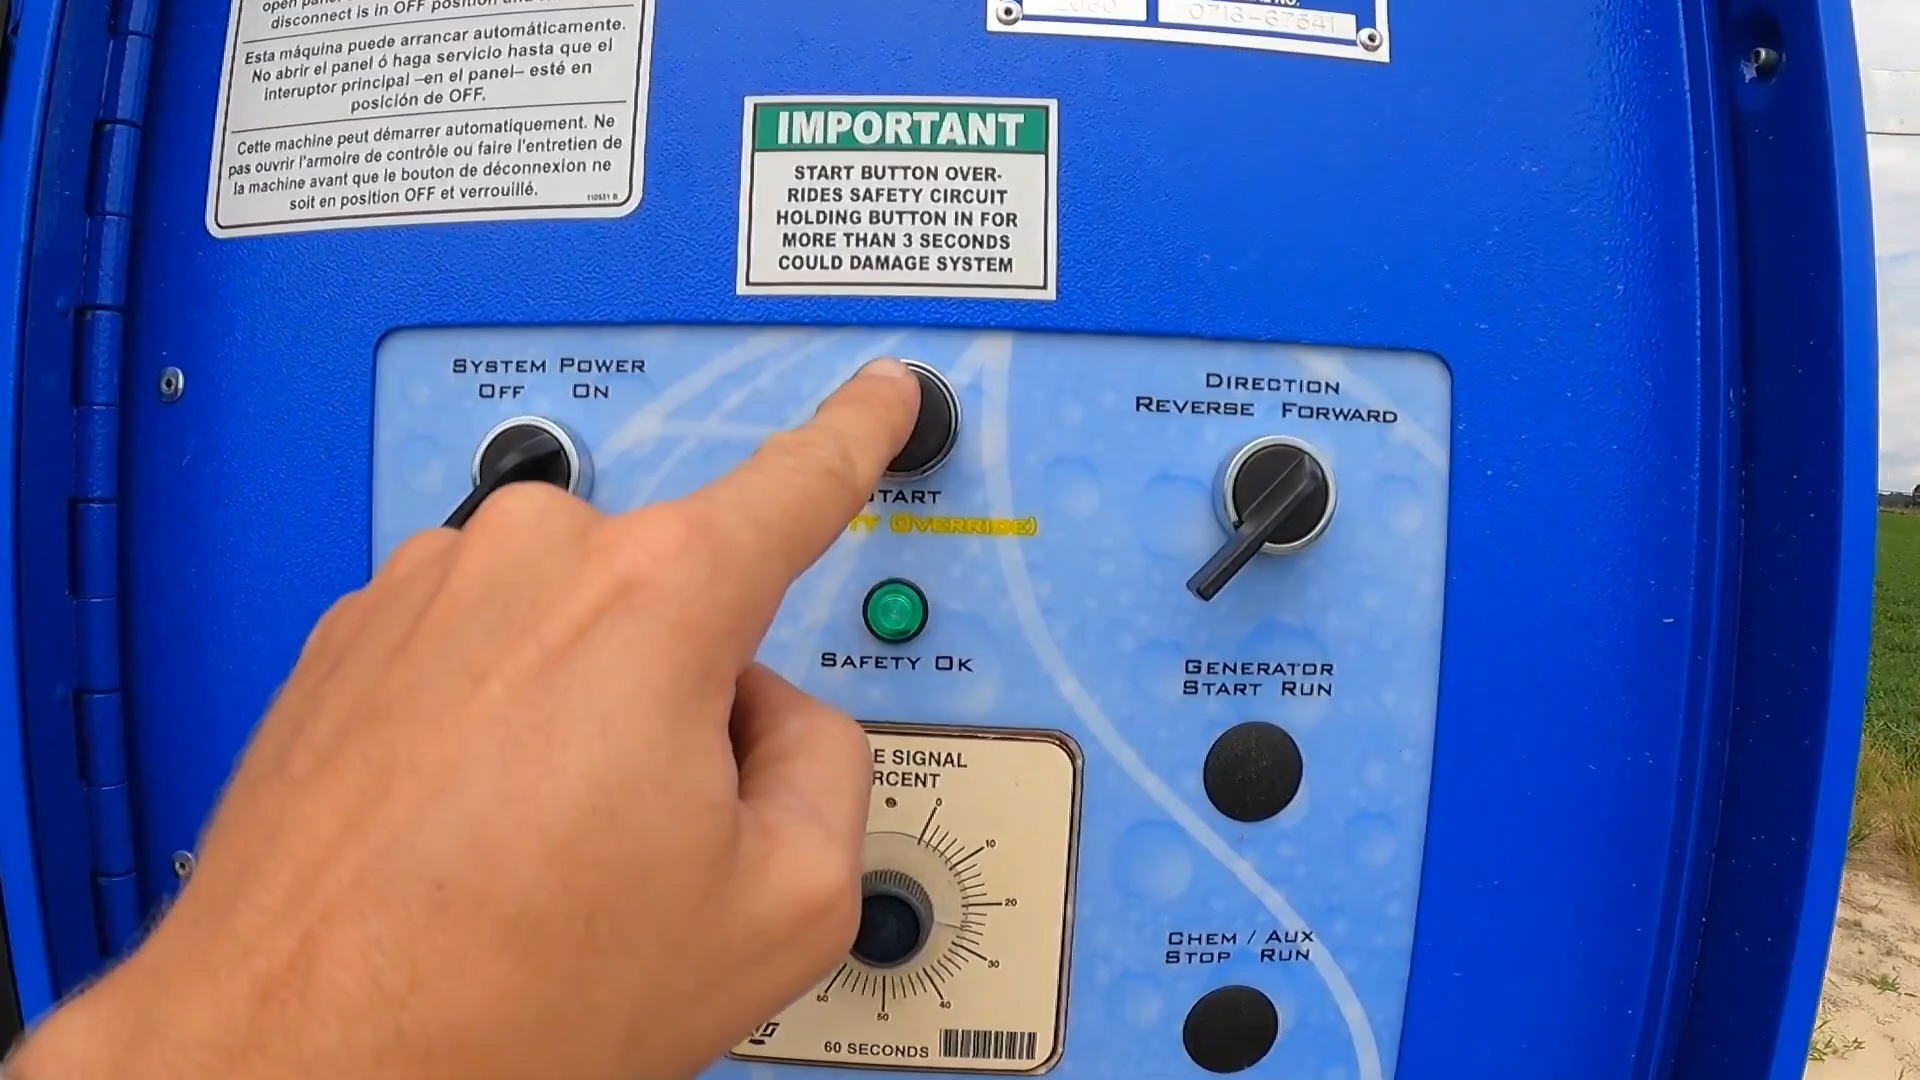 disconnect is in OFF position
Esta máquina puede arrancar automáticamente.
No abrir el panel ó haga servicio hasta que el
interuptor principal –en el panel– esté en
posición de OFF.
Cette machine peut démarrer automatiquement. Ne
pas ouvrir l'armoire de contrôle ou faire l'entretien de
la machine avant que le bouton de déconnexion ne
soit en position OFF et verrouillé.
IMPORTANT
START BUTTON OVER-
RIDES SAFETY CIRCUIT
HOLDING BUTTON IN FOR
MORE THAN 3 SECONDS
COULD DAMAGE SYSTEM
SYSTEM POWER
OFF ON
START
OVERRIDE)
SAFETY OK
DIRECTION
REVERSE FORWARD
GENERATOR
START RUN
CHEM / AUX
STOP RUN
SIGNAL
0
10
20
30
40
50
60
60 SECONDS